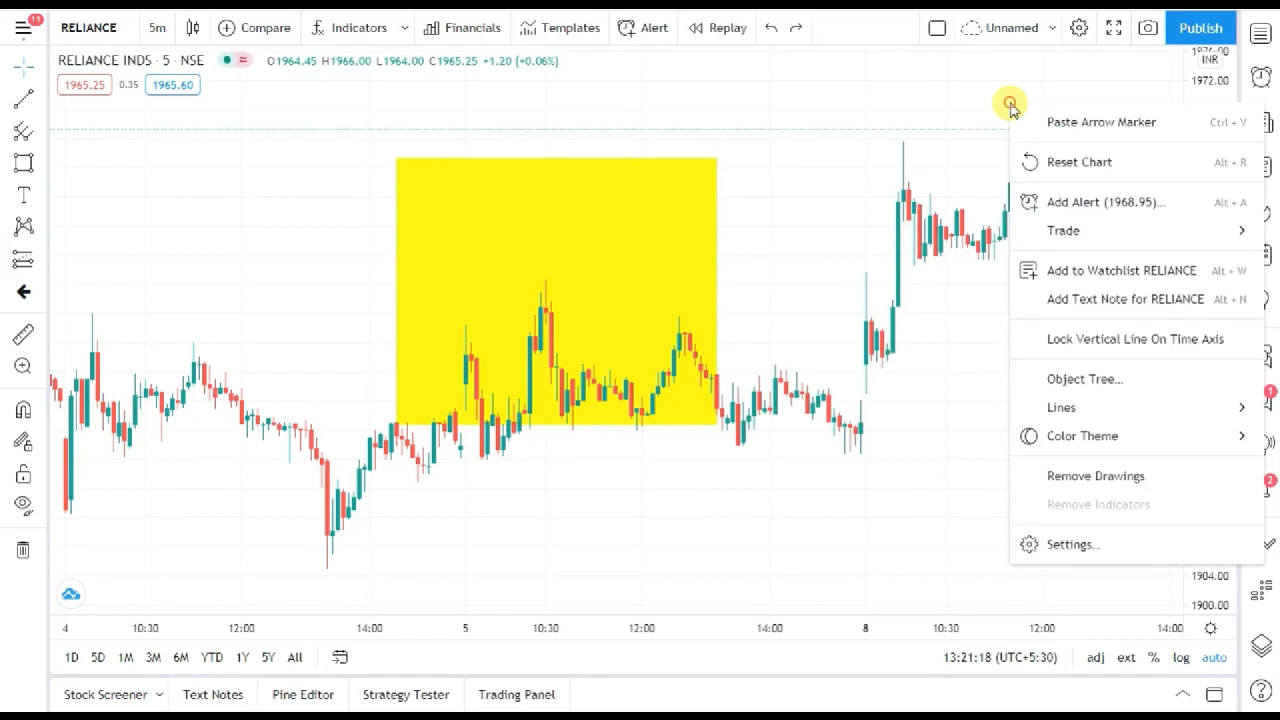 11
RELIANCE 5m Compare Indicators Financials Templates Alert Replay Unnamed Publish
RELIANCE INDS · 5 · NSE O1964.45 H1966.00 L1964.00 C1965.25 +1.20 (+0.06%)
1965.25 0.35 1965.60
INR
1972.00
Paste Arrow Marker Ctrl + V
Reset Chart Alt + R
Add Alert (1968.95)... Alt + A
Trade
Add to Watchlist RELIANCE Alt + W
Add Text Note for RELIANCE Alt + N
Lock Vertical Line On Time Axis
Object Tree...
1
Lines
Color Theme
Remove Drawings
2
Remove Indicators
Settings...
1904.00
1900.00
4 10:30 12:00 14:00 5 10:30 12:00 14:00 8 10:30 12:00 14:00
1D 5D 1M 3M 6M YTD 1Y 5Y All 13:21:18 (UTC+5:30) adj ext % log auto
Stock Screener Text Notes Pine Editor Strategy Tester Trading Panel